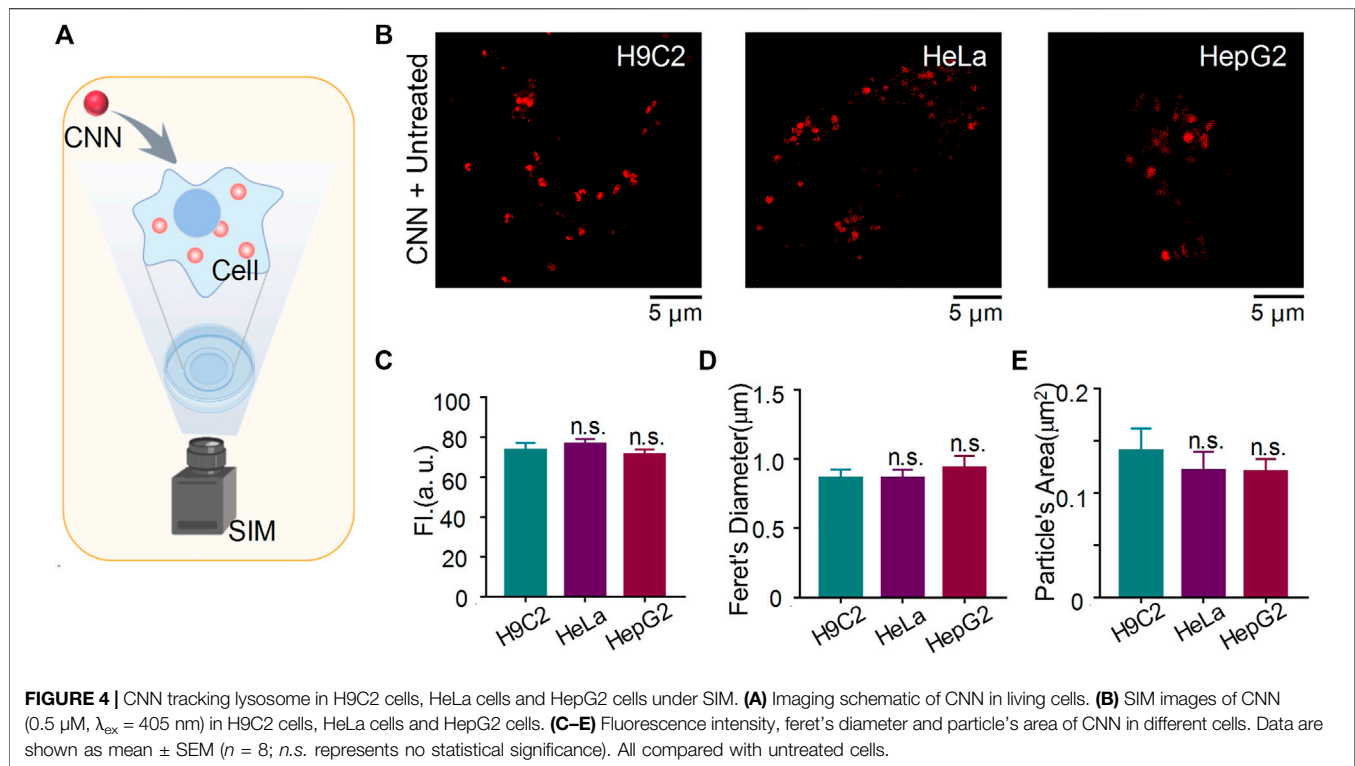 A
CNN
Cell
SIM
B
CNN + Untreated
H9C2
HeLa
HepG2
5 µm
5 µm
5 µm
C
Fl.(a. u.)
100
80
60
40
20
0
n.s.
n.s.
H9C2
HeLa
HepG2
D
Feret's Diameter(µm)
1.5
1.0
0.5
0
n.s.
n.s.
H9C2
HeLa
HepG2
E
Particle's Area(µm²)
0.2
0.1
0
n.s.
n.s.
H9C2
HeLa
HepG2
FIGURE 4 | CNN tracking lysosome in H9C2 cells, HeLa cells and HepG2 cells under SIM. (A) Imaging schematic of CNN in living cells. (B) SIM images of CNN
(0.5 µM, λex = 405 nm) in H9C2 cells, HeLa cells and HepG2 cells. (C–E) Fluorescence intensity, feret's diameter and particle's area of CNN in different cells. Data are
shown as mean ± SEM (n = 8; n.s. represents no statistical significance). All compared with untreated cells.